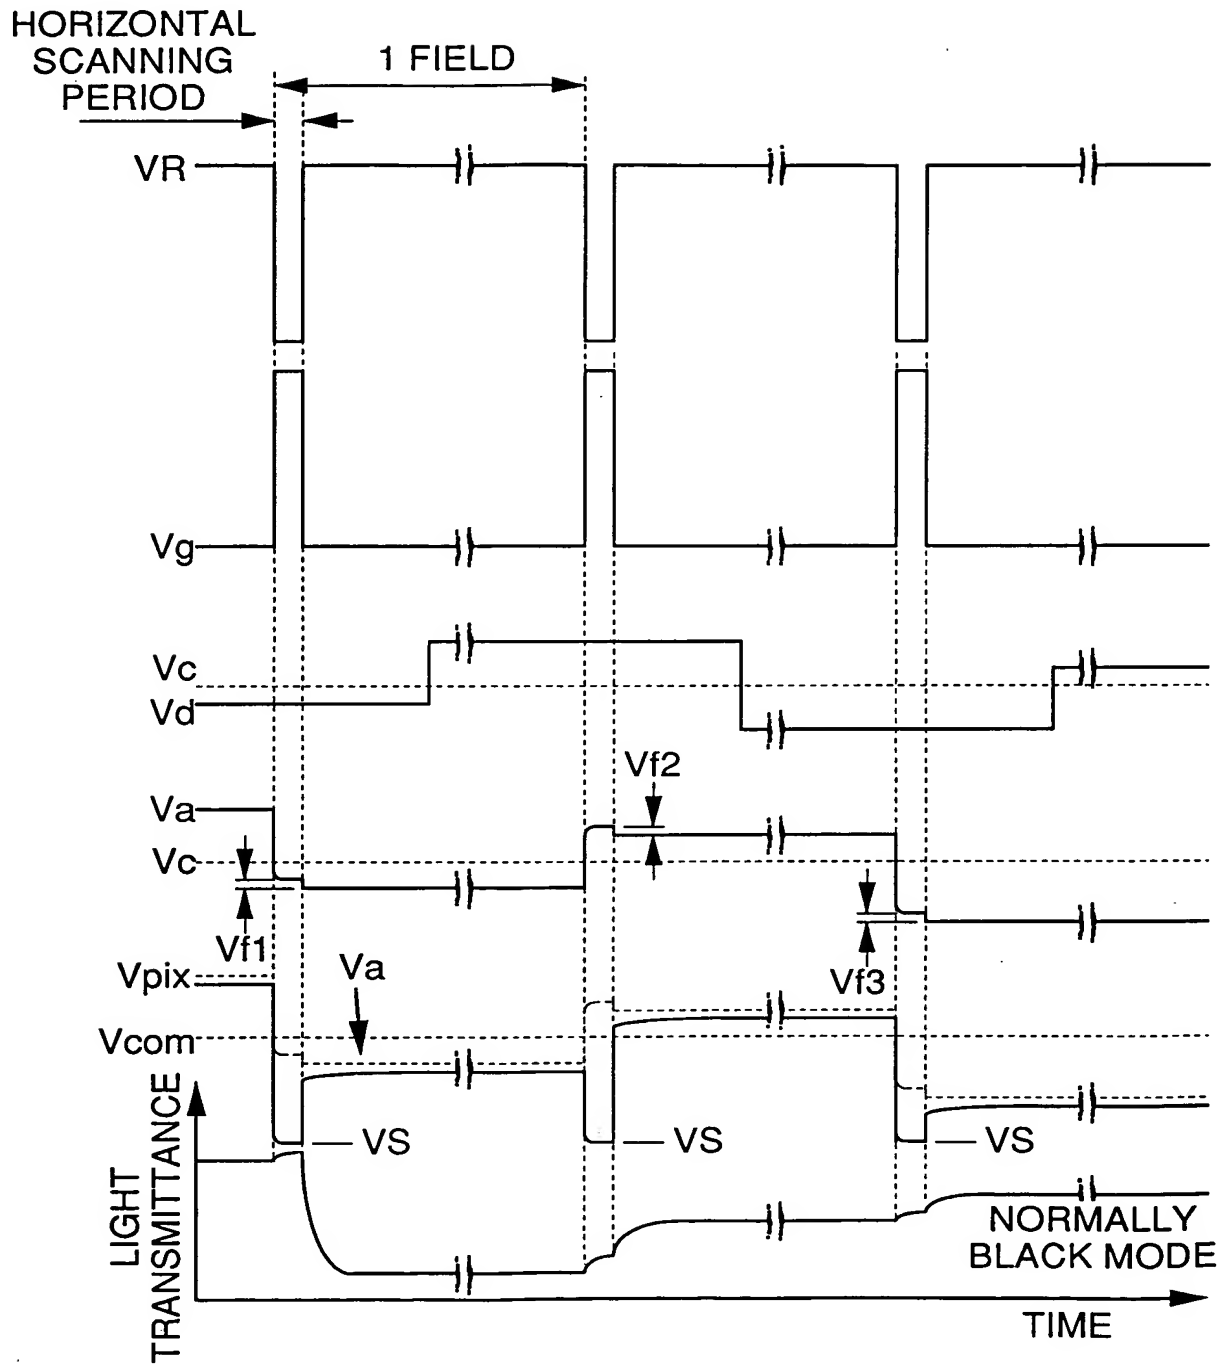 HORIZONTAL
SCANNING
PERIOD
1 FIELD
VR
Vg
Vc
Vd
Vf2
Va
Vc
Vf1
Vf3
Vpix
Va
Vcom
VS
VS
VS
LIGHT
TRANSMITTANCE
NORMALLY
BLACK MODE
TIME